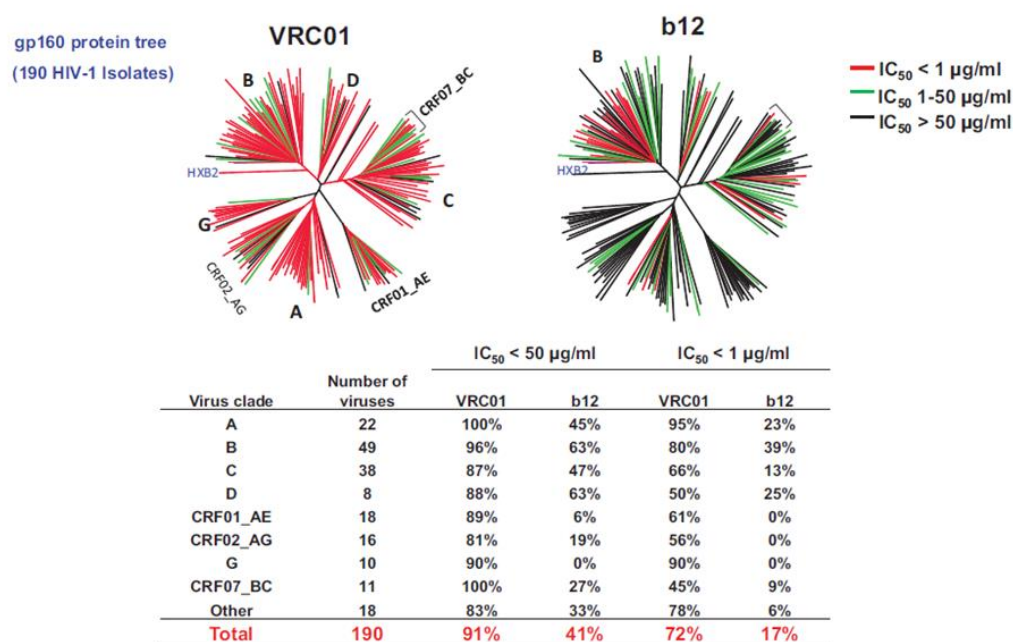 gp160 protein tree
(190 HIV-1 Isolates)
VRC01
B
D
CRF07_BC
HXB2
C
G
CRF02_AG
A
CRF01_AE
b12
B
HXB2
IC50 < 1 µg/ml
IC50 1-50 µg/ml
IC50 > 50 µg/ml
IC50 < 50 µg/ml IC50 < 1 µg/ml
Virus clade Number of viruses VRC01 b12 VRC01 b12
A 22 100% 45% 95% 23%
B 49 96% 63% 80% 39%
C 38 87% 47% 66% 13%
D 8 88% 63% 50% 25%
CRF01_AE 18 89% 6% 61% 0%
CRF02_AG 16 81% 19% 56% 0%
G 10 90% 0% 90% 0%
CRF07_BC 11 100% 27% 45% 9%
Other 18 83% 33% 78% 6%
Total 190 91% 41% 72% 17%